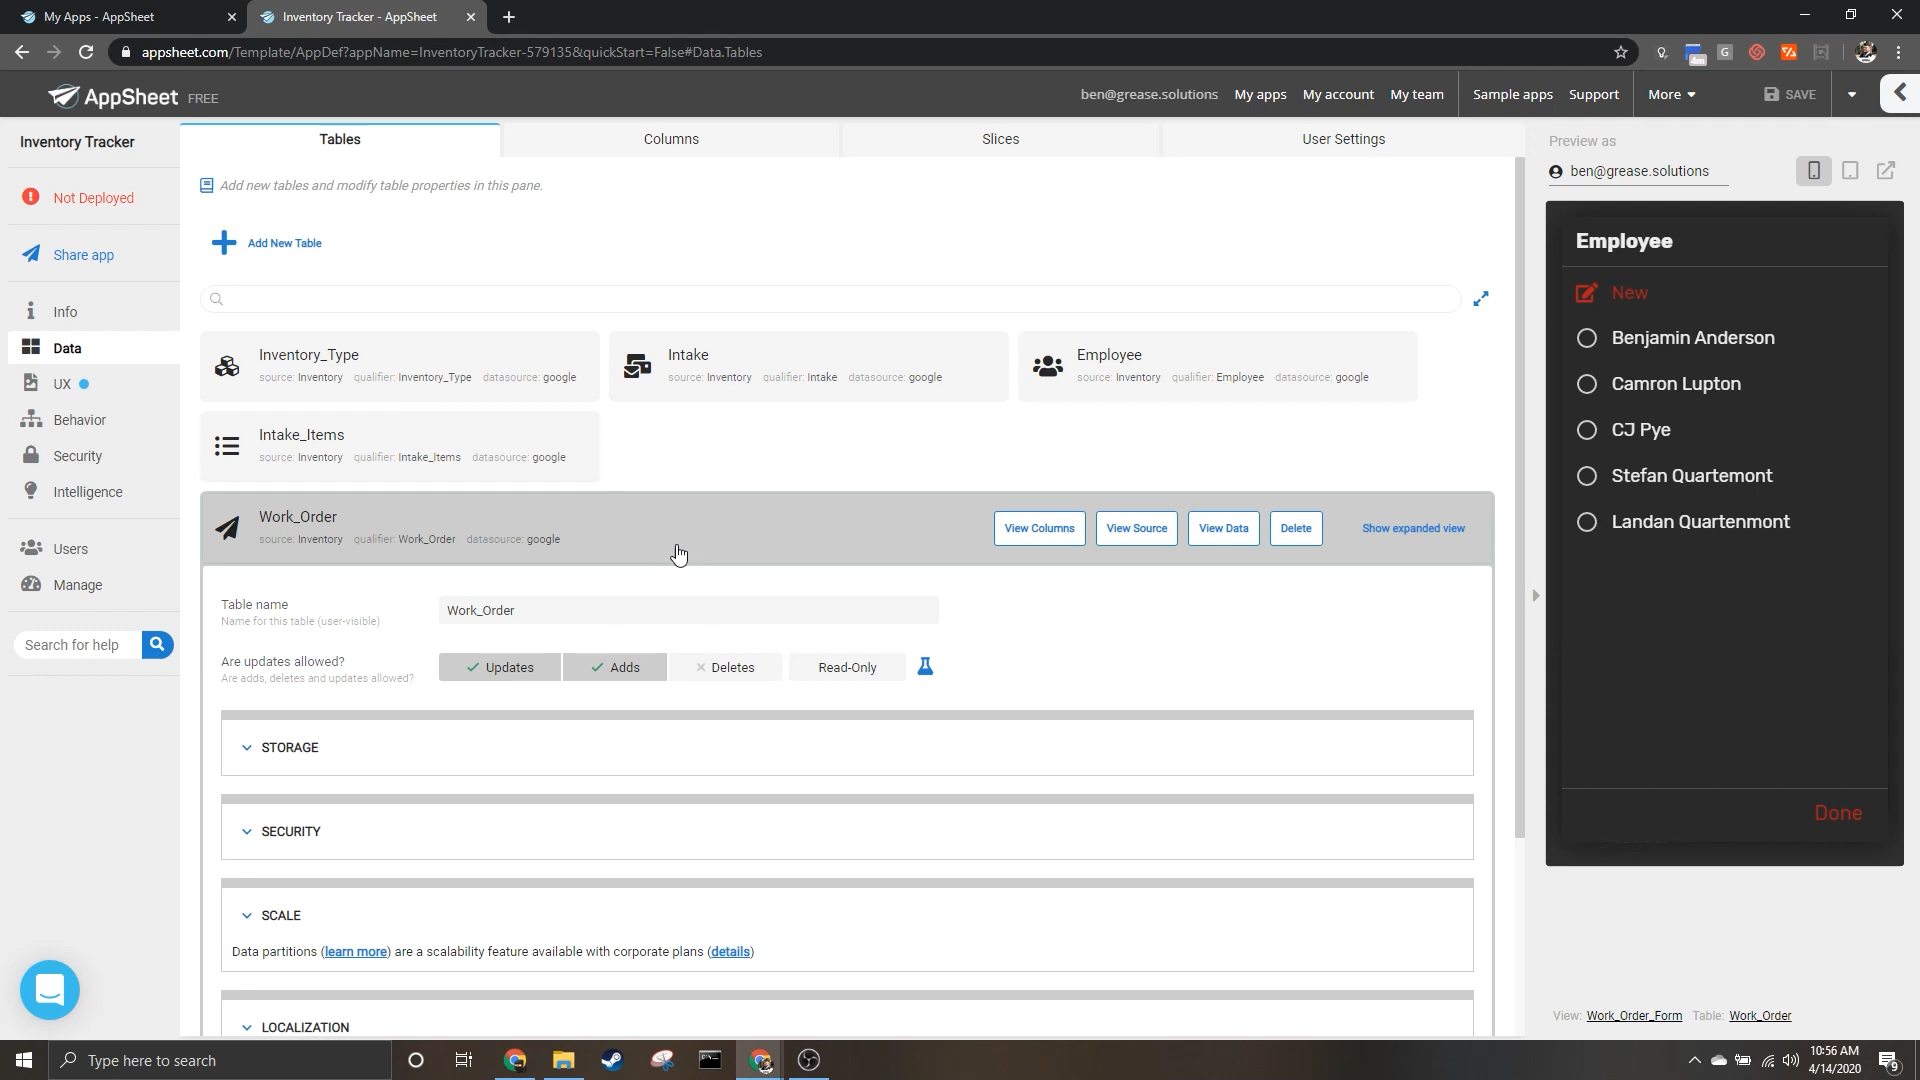 My Apps - AppSheet
Inventory Tracker - AppSheet
appsheet.com/Template/AppDef?appName=InventoryTracker-579135&quickStart=False#Data.Tables
4m
G
AppSheet FREE
ben@grease.solutions My apps My account My team Sample apps Support More SAVE
Inventory Tracker
Not Deployed
Share app
Info
Data
UX
Behavior
Security
Intelligence
Users
Manage
Search for help
Tables Columns Slices User Settings
Add new tables and modify table properties in this pane.
Add New Table
Inventory_Type
source: Inventory qualifier: Inventory_Type datasource: google
Intake
source: Inventory qualifier: Intake datasource: google
Employee
source: Inventory qualifier: Employee datasource: google
Intake_Items
source: Inventory qualifier: Intake_Items datasource: google
Work_Order
source: Inventory qualifier: Work_Order datasource: google
View Columns View Source View Data Delete Show expanded view
Table name
Name for this table (user-visible)
Work_Order
Are updates allowed?
Are adds, deletes and updates allowed?
Updates Adds Deletes Read-Only
STORAGE
SECURITY
SCALE
Data partitions (learn more) are a scalability feature available with corporate plans (details)
LOCALIZATION
Preview as
ben@grease.solutions
Employee
New
Benjamin Anderson
Camron Lupton
CJ Pye
Stefan Quartemont
Landan Quartenmont
Done
View: Work_Order_Form Table: Work_Order
Type here to search
10:56 AM
4/14/2020
9